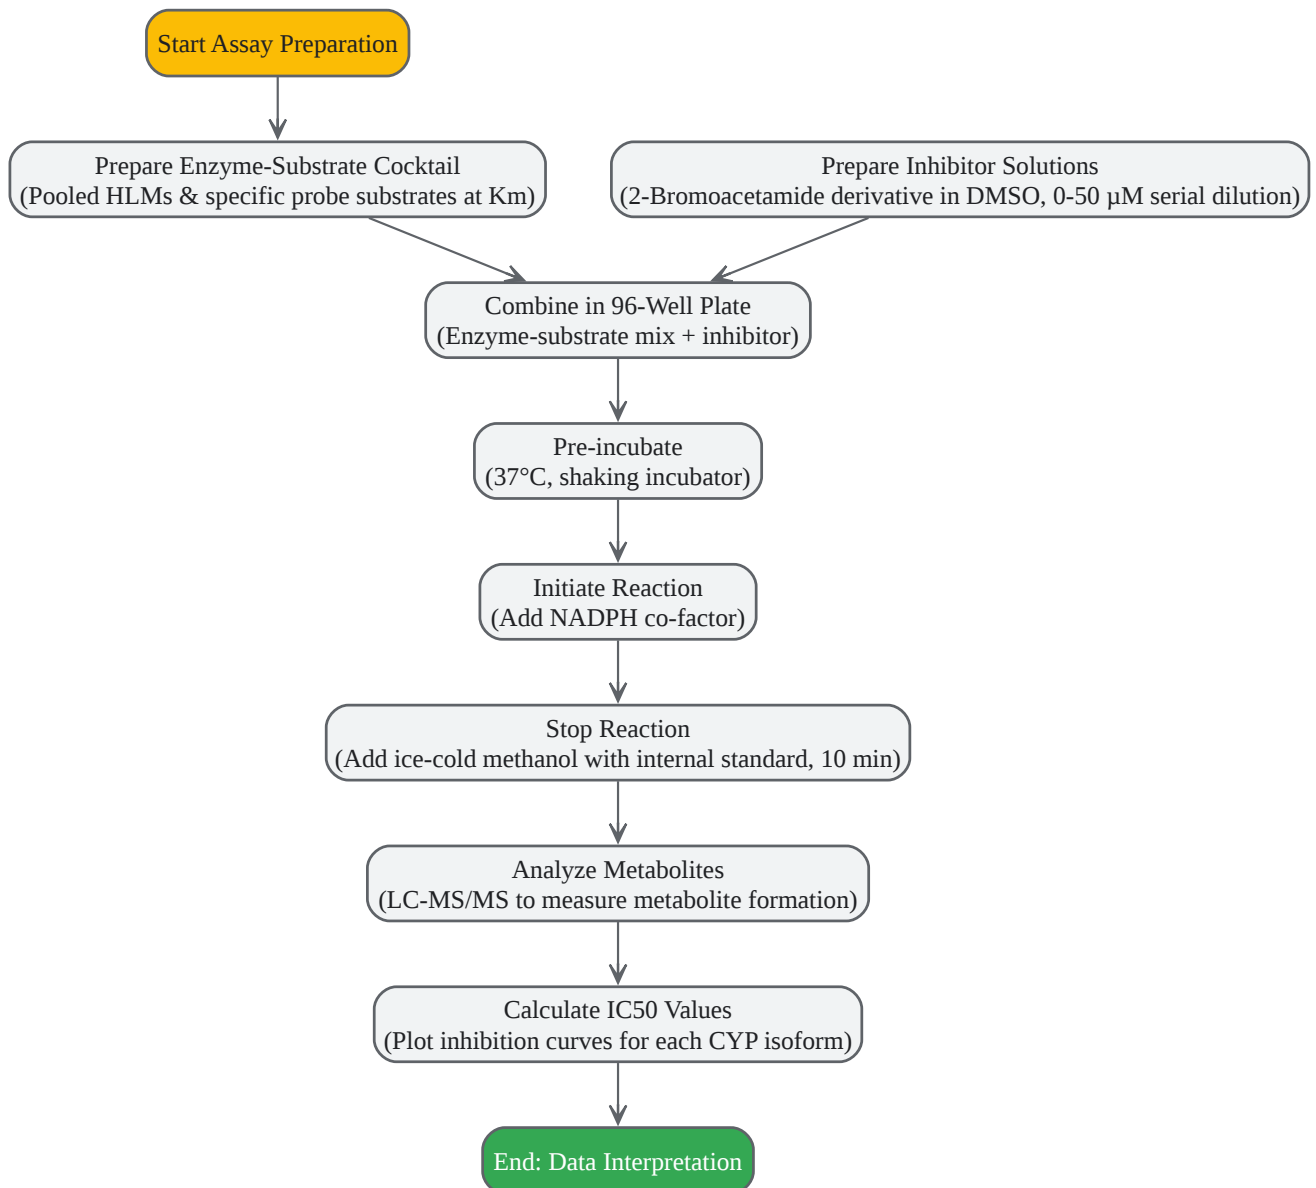 Start Assay Preparation
Prepare Enzyme-Substrate Cocktail
(Pooled HLMs & specific probe substrates at Km)
Prepare Inhibitor Solutions
(2-Bromoacetamide derivative in DMSO, 0-50 µM serial dilution)
Combine in 96-Well Plate
(Enzyme-substrate mix + inhibitor)
Pre-incubate
(37°C, shaking incubator)
Initiate Reaction
(Add NADPH co-factor)
Stop Reaction
(Add ice-cold methanol with internal standard, 10 min)
Analyze Metabolites
(LC-MS/MS to measure metabolite formation)
Calculate IC50 Values
(Plot inhibition curves for each CYP isoform)
End: Data Interpretation